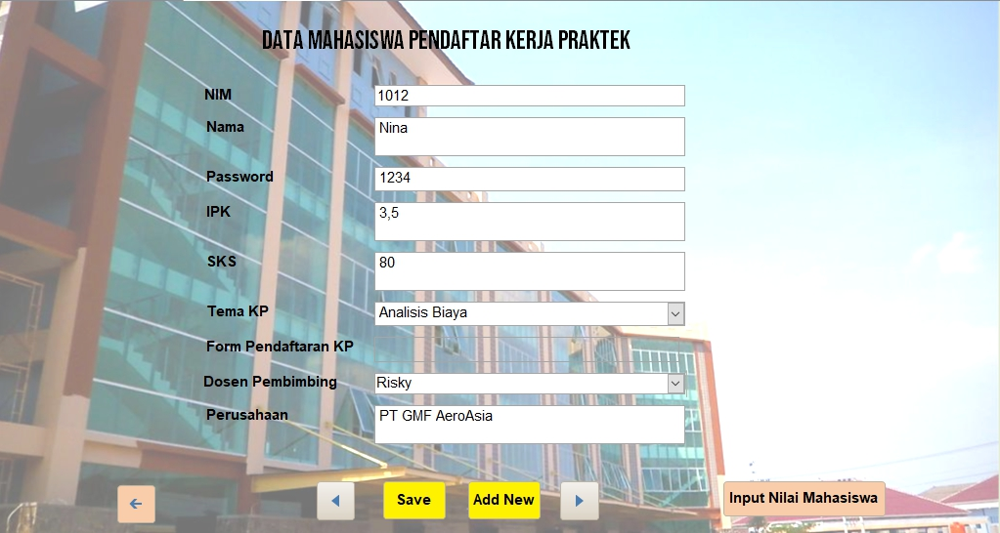 DATA MAHASISWA PENDAFTAR KERJA PRAKTEK
NIM 1012
Nama Nina
Password 1234
IPK 3,5
SKS 80
Tema KP Analisis Biaya
Form Pendaftaran KP
Dosen Pembimbing Risky
Perusahaan PT GMF AeroAsia
Save Add New Input Nilai Mahasiswa